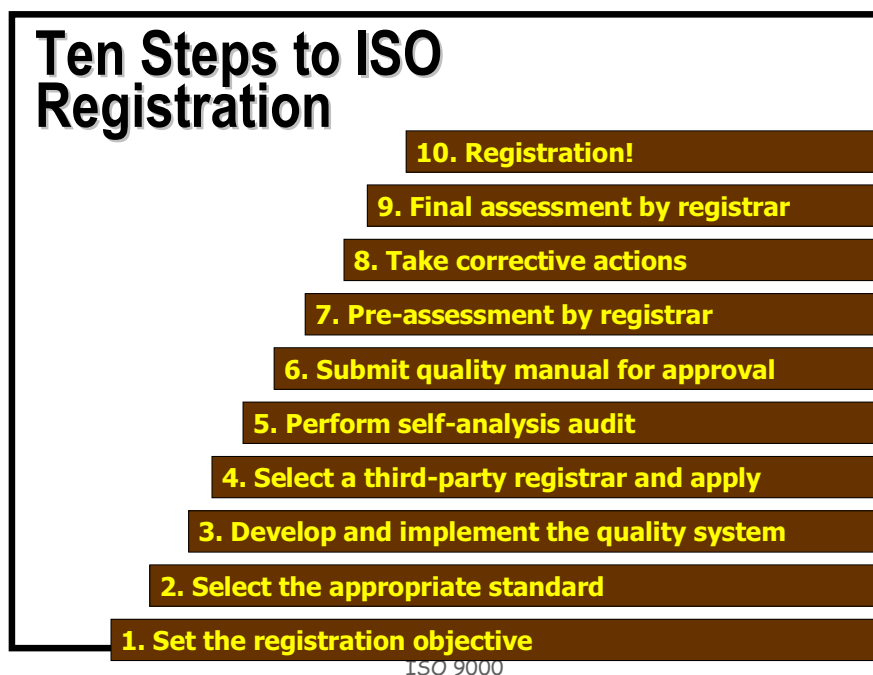 Ten Steps to ISO
Registration
10. Registration!
9. Final assessment by registrar
8. Take corrective actions
7. Pre-assessment by registrar
6. Submit quality manual for approval
5. Perform self-analysis audit
4. Select a third-party registrar and apply
3. Develop and implement the quality system
2. Select the appropriate standard
1. Set the registration objective
ISO 9000